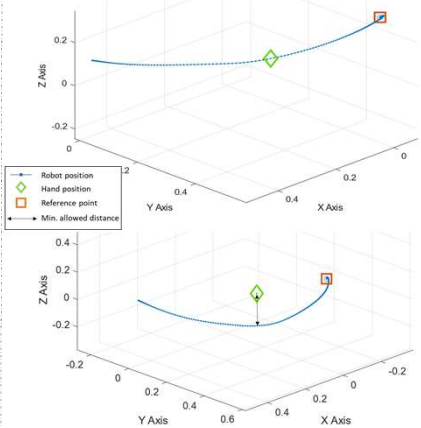 0.2
0
-0.2
Z Axis
0
0.2
0.4
Y Axis
0.4
0.2
0
X Axis
Robot position
Hand position
Reference point
Min. allowed distance
0.4
0.2
0
-0.2
Z Axis
-0.2
0
0.2
0.4
0.6
Y Axis
0.4
0.2
0
-0.2
X Axis